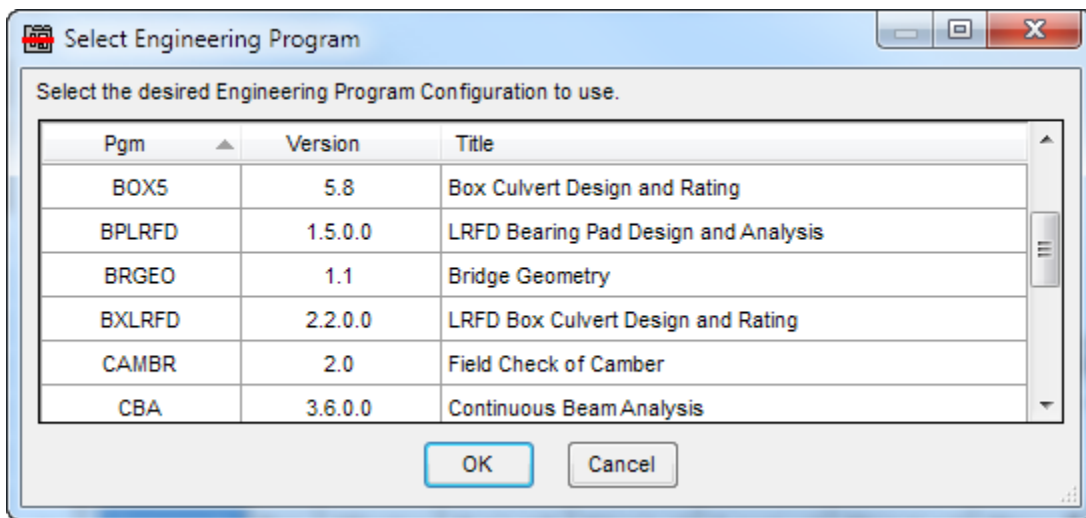 Select Engineering Program
Select the desired Engineering Program Configuration to use.
Pgm Version Title
BOX5 5.8 Box Culvert Design and Rating
BPLRFD 1.5.0.0 LRFD Bearing Pad Design and Analysis
BRGEO 1.1 Bridge Geometry
BXLRFD 2.2.0.0 LRFD Box Culvert Design and Rating
CAMBR 2.0 Field Check of Camber
CBA 3.6.0.0 Continuous Beam Analysis
OK Cancel